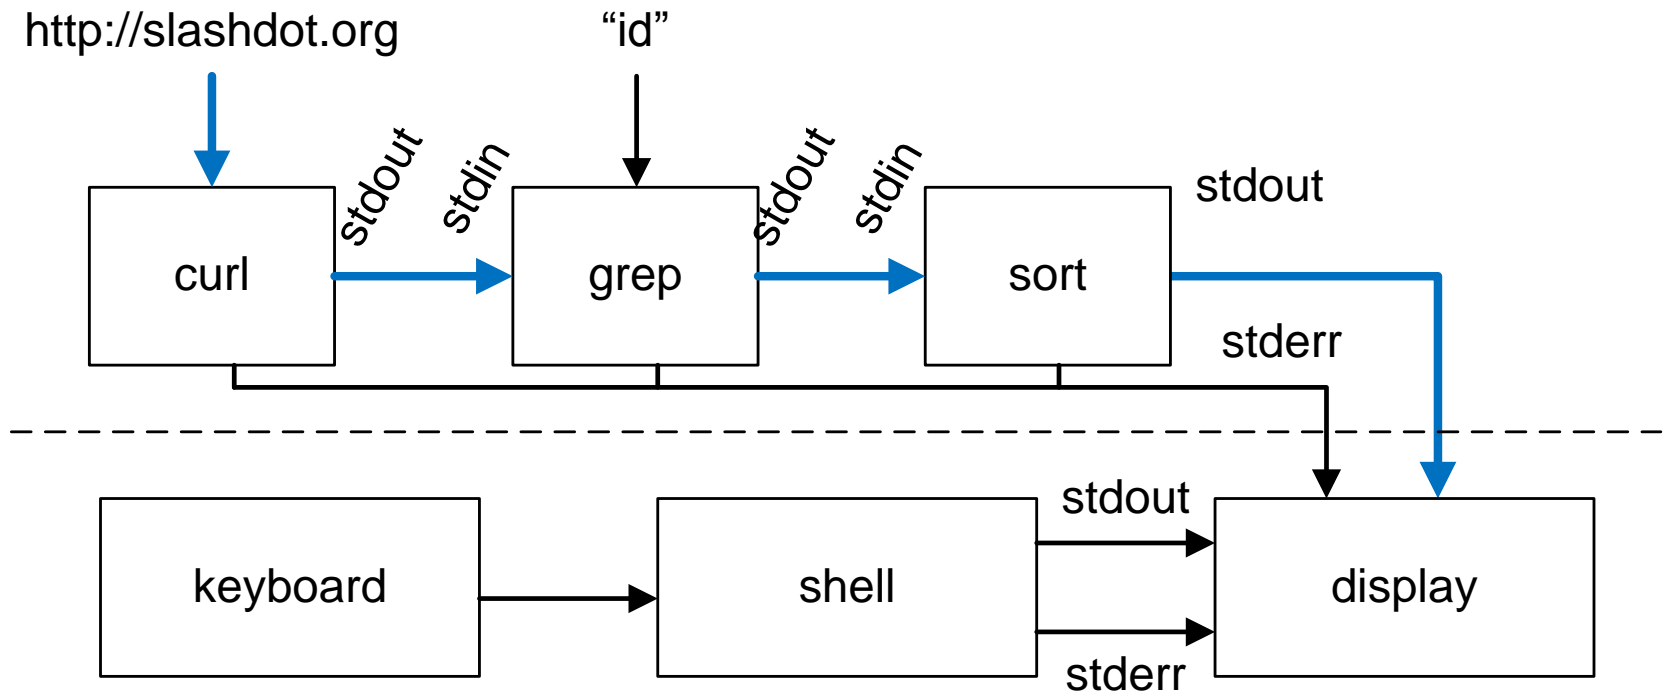 http://slashdot.org
“id”
stdout
stdin
stdout
stdin
stdout
curl
grep
sort
stderr
stdout
keyboard
shell
display
stderr